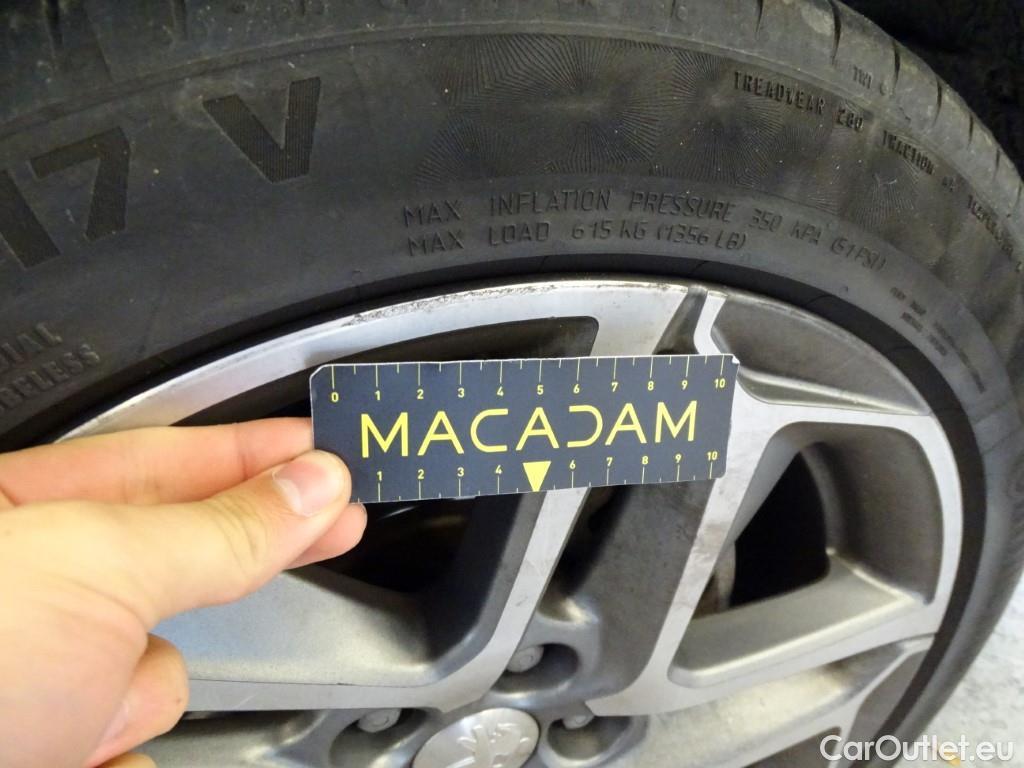 17 V
TREADWEAR 280 TRACTION
TWI
MAX INFLATION PRESSURE 350 KPA (51 PSI)
MAX LOAD 615 KG (1356 LB)
0 1 2 3 4 5 6 7 8 9 10
MACADAM
1 2 3 4 6 7 8 9 10
CarOutlet.eu